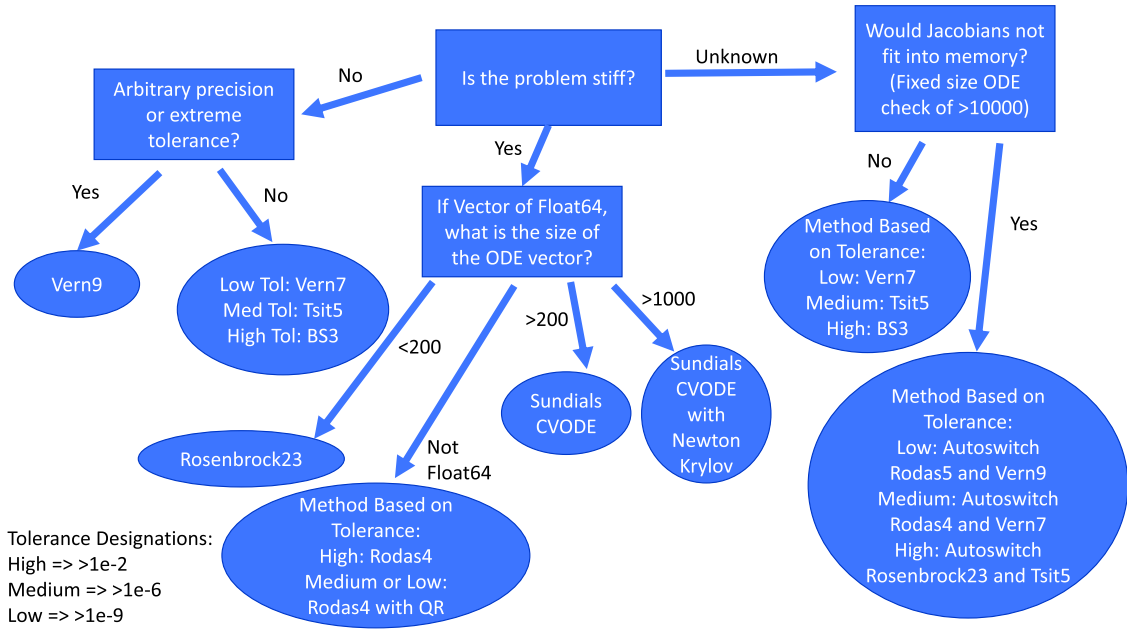 Is the problem stiff?
No
Arbitrary precision
or extreme
tolerance?
Yes
Vern9
No
Low Tol: Vern7
Med Tol: Tsit5
High Tol: BS3
Yes
If Vector of Float64,
what is the size of
the ODE vector?
<200
Rosenbrock23
Not
Float64
Method Based on
Tolerance:
High: Rodas4
Medium or Low:
Rodas4 with QR
>200
Sundials
CVODE
>1000
Sundials
CVODE
with
Newton
Krylov
Unknown
Would Jacobians not
fit into memory?
(Fixed size ODE
check of >10000)
No
Method Based
on Tolerance:
Low: Vern7
Medium: Tsit5
High: BS3
Yes
Method Based on
Tolerance:
Low: Autoswitch
Rodas5 and Vern9
Medium: Autoswitch
Rodas4 and Vern7
High: Autoswitch
Rosenbrock23 and Tsit5
Tolerance Designations:
High => >1e-2
Medium => >1e-6
Low => >1e-9